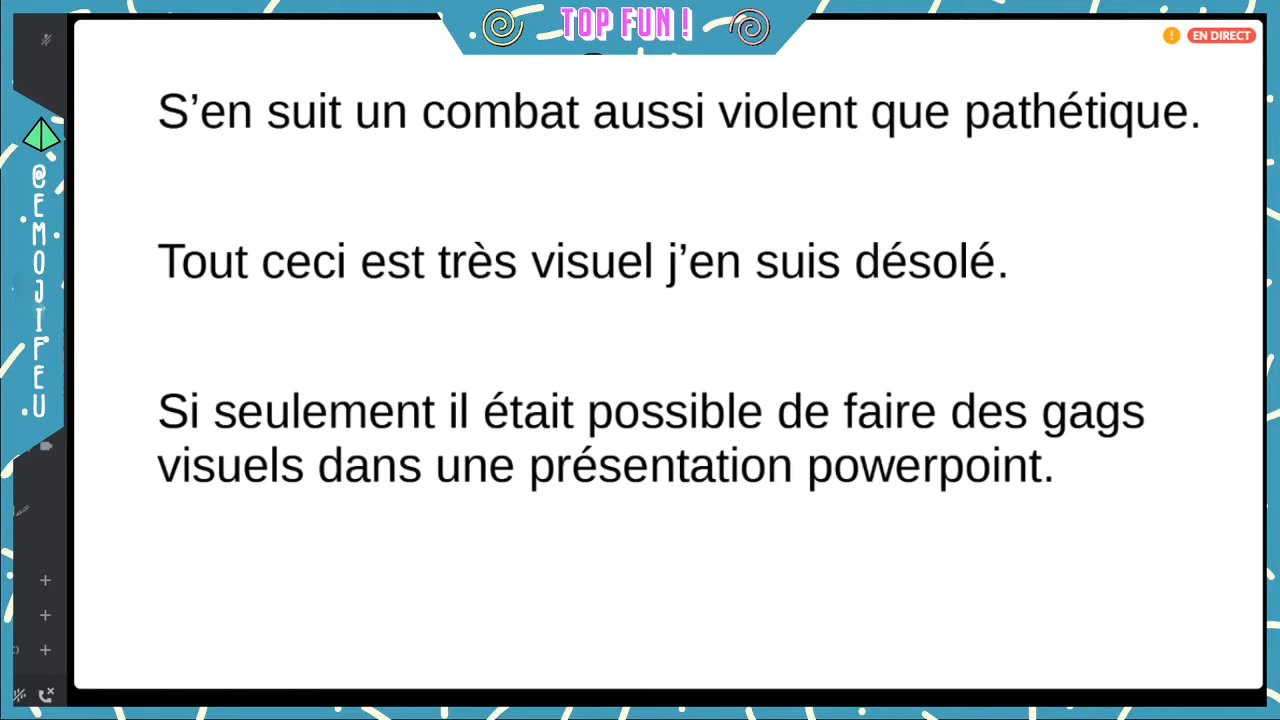 TOP FUN !
EN DIRECT
@EMOJIFEU
S’en suit un combat aussi violent que pathétique.
Tout ceci est très visuel j’en suis désolé.
Si seulement il était possible de faire des gags
visuels dans une présentation powerpoint.